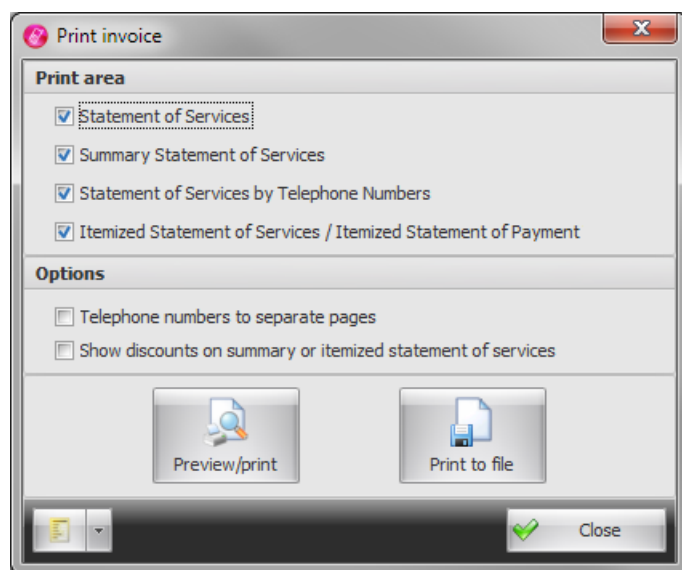 Print invoice
Print area
Statement of Services
Summary Statement of Services
Statement of Services by Telephone Numbers
Itemized Statement of Services / Itemized Statement of Payment
Options
Telephone numbers to separate pages
Show discounts on summary or itemized statement of services
Preview/print
Print to file
Close